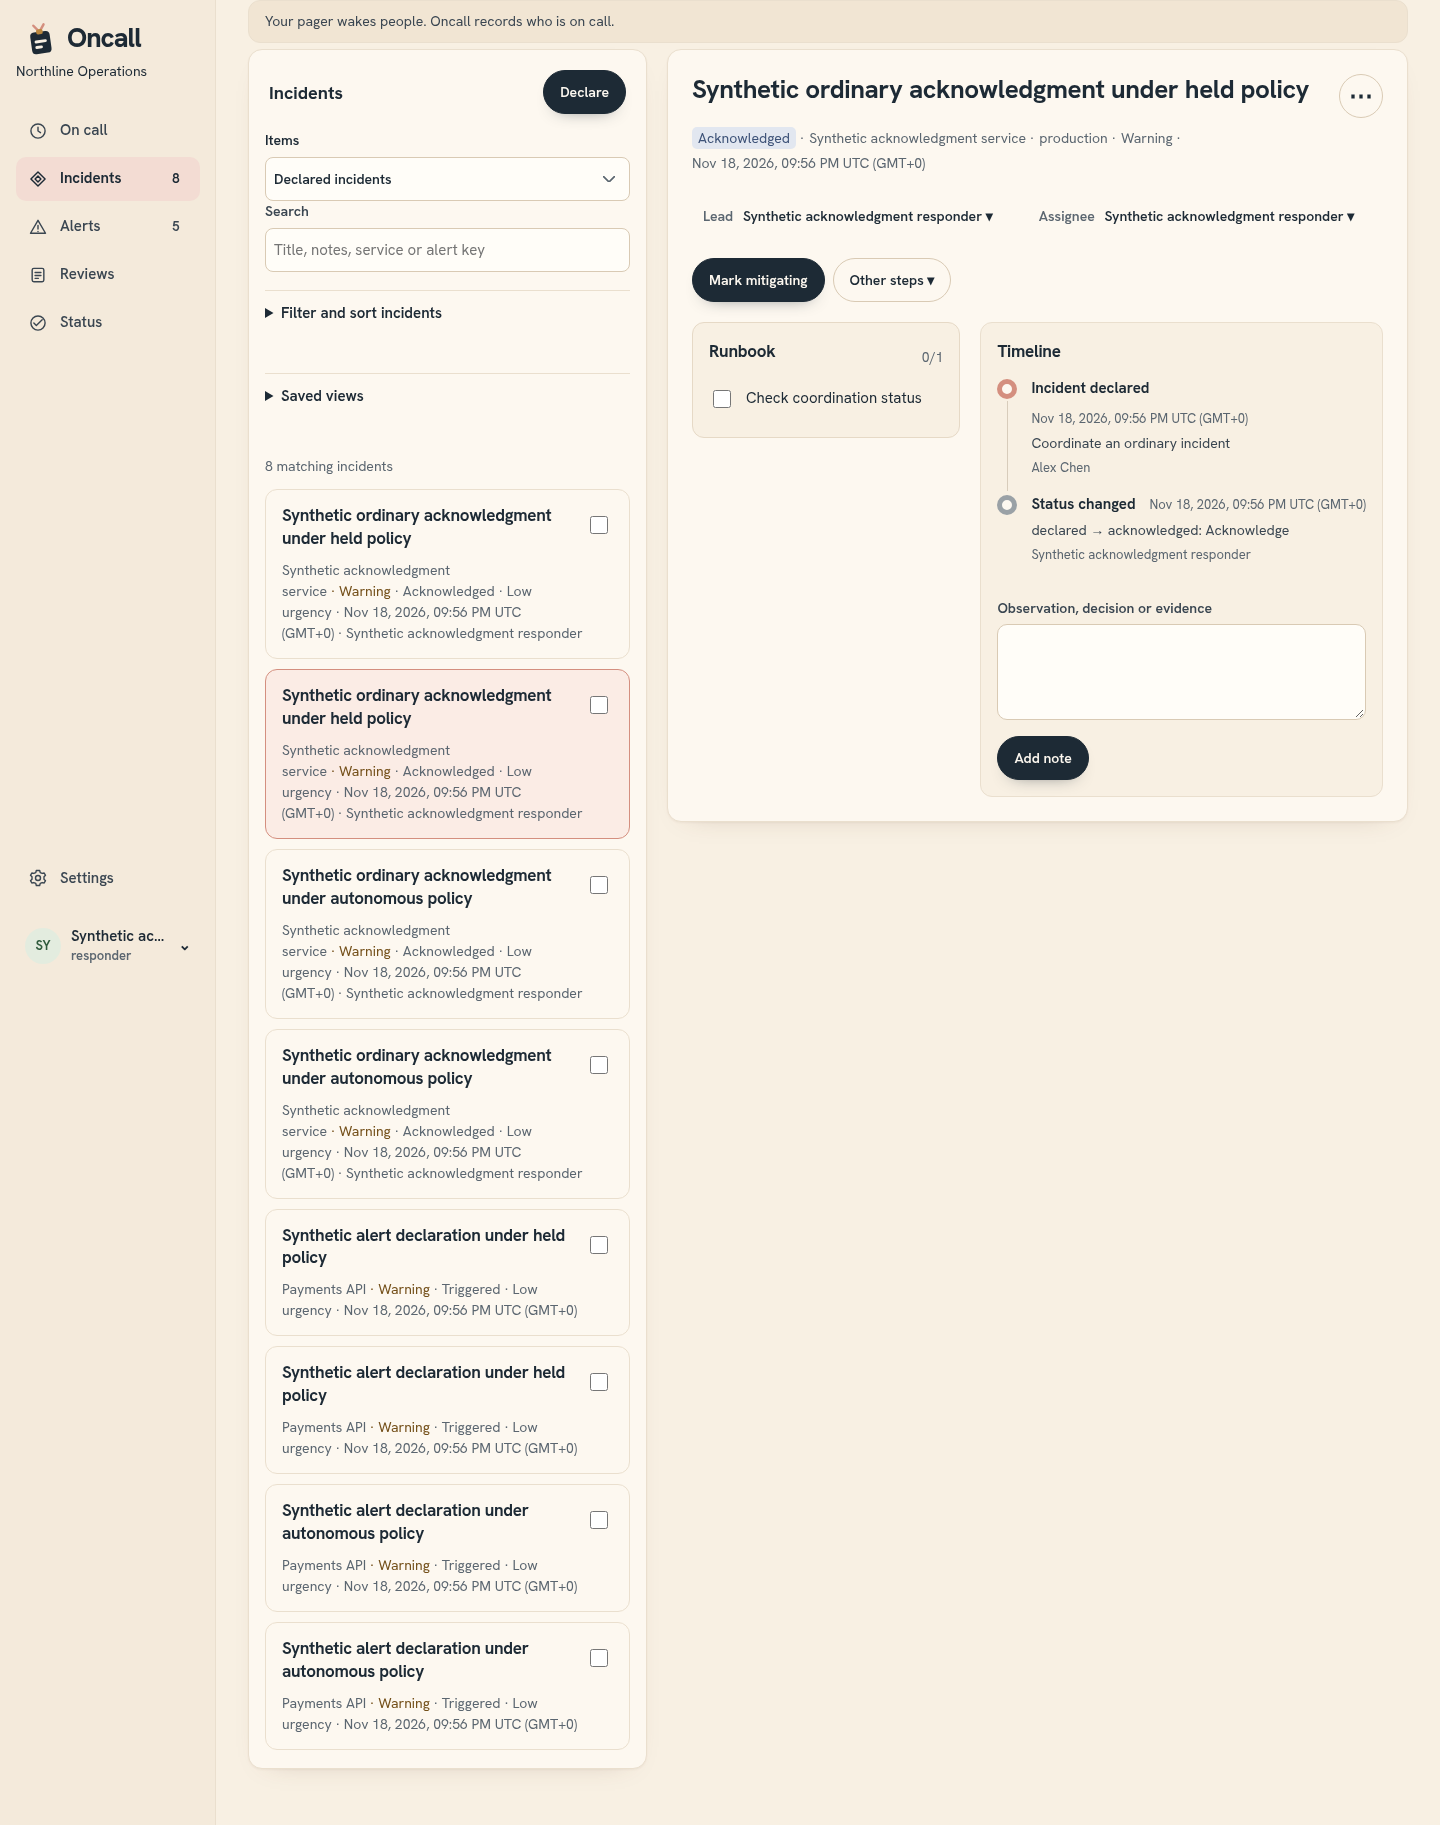 Oncall
Northline Operations
On call
Incidents 8
Alerts 5
Reviews
Status
Settings
SY
Synthetic ac...
responder
Your pager wakes people. Oncall records who is on call.
Incidents
Declare
Items
Declared incidents
Search
Title, notes, service or alert key
Filter and sort incidents
Saved views
8 matching incidents
Synthetic ordinary acknowledgment
under held policy
Synthetic acknowledgment
service · Warning · Acknowledged · Low
urgency · Nov 18, 2026, 09:56 PM UTC
(GMT+0) · Synthetic acknowledgment responder
Synthetic ordinary acknowledgment
under held policy
Synthetic acknowledgment
service · Warning · Acknowledged · Low
urgency · Nov 18, 2026, 09:56 PM UTC
(GMT+0) · Synthetic acknowledgment responder
Synthetic ordinary acknowledgment
under autonomous policy
Synthetic acknowledgment
service · Warning · Acknowledged · Low
urgency · Nov 18, 2026, 09:56 PM UTC
(GMT+0) · Synthetic acknowledgment responder
Synthetic ordinary acknowledgment
under autonomous policy
Synthetic acknowledgment
service · Warning · Acknowledged · Low
urgency · Nov 18, 2026, 09:56 PM UTC
(GMT+0) · Synthetic acknowledgment responder
Synthetic alert declaration under held
policy
Payments API · Warning · Triggered · Low
urgency · Nov 18, 2026, 09:56 PM UTC (GMT+0)
Synthetic alert declaration under held
policy
Payments API · Warning · Triggered · Low
urgency · Nov 18, 2026, 09:56 PM UTC (GMT+0)
Synthetic alert declaration under
autonomous policy
Payments API · Warning · Triggered · Low
urgency · Nov 18, 2026, 09:56 PM UTC (GMT+0)
Synthetic alert declaration under
autonomous policy
Payments API · Warning · Triggered · Low
urgency · Nov 18, 2026, 09:56 PM UTC (GMT+0)
Synthetic ordinary acknowledgment under held policy
Acknowledged · Synthetic acknowledgment service · production · Warning ·
Nov 18, 2026, 09:56 PM UTC (GMT+0)
Lead Synthetic acknowledgment responder ▾ Assignee Synthetic acknowledgment responder ▾
Mark mitigating Other steps ▾
Runbook 0/1
Check coordination status
Timeline
Incident declared
Nov 18, 2026, 09:56 PM UTC (GMT+0)
Coordinate an ordinary incident
Alex Chen
Status changed Nov 18, 2026, 09:56 PM UTC (GMT+0)
declared → acknowledged: Acknowledge
Synthetic acknowledgment responder
Observation, decision or evidence
Add note